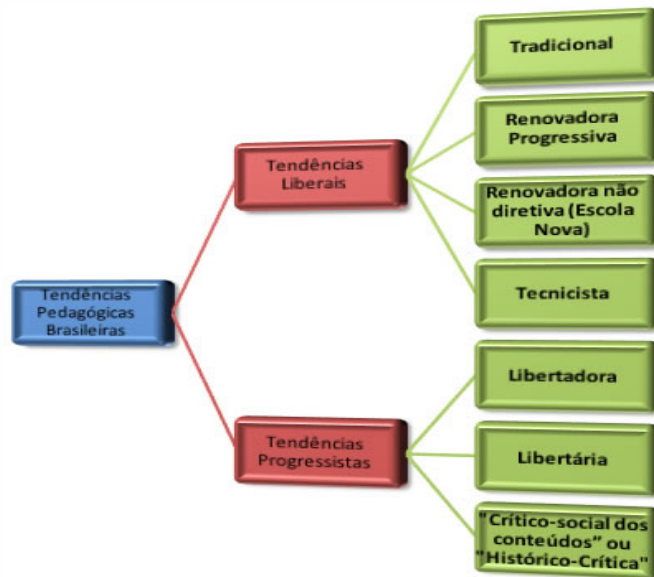 Tendências
Pedagógicas
Brasileiras
Tendências
Liberais
Tradicional
Renovadora
Progressiva
Renovadora não
diretiva (Escola
Nova)
Tecnicista
Tendências
Progressistas
Libertadora
Libertária
"Crítico-social dos
conteúdos” ou
"Histórico-Crítica"